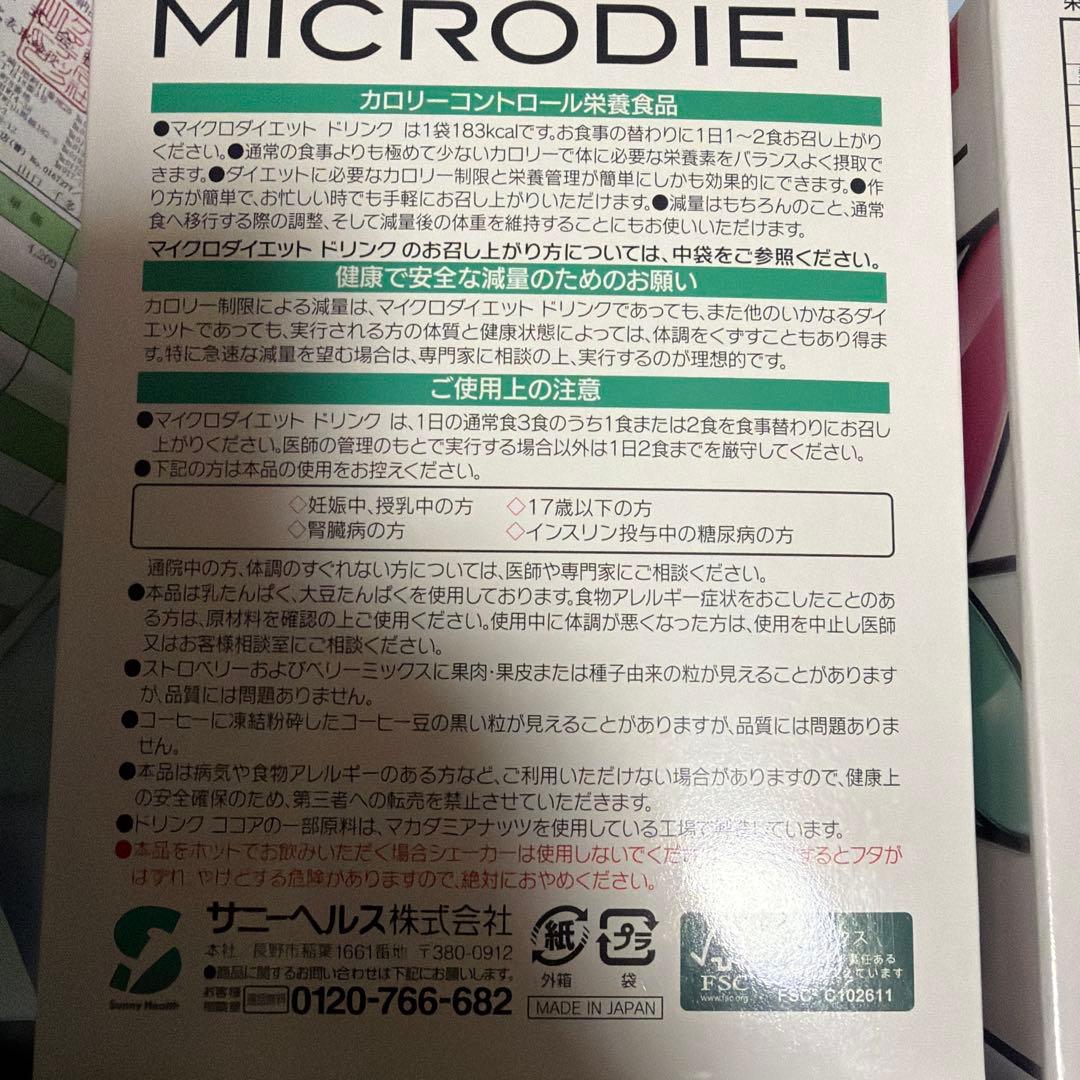 MICRODIET
カロリーコントロール栄養食品
●マイクロダイエット ドリンク は1袋183kcalです。お食事の替わりに1日1〜2食お召し上がり
ください。●通常の食事よりも極めて少ないカロリーで体に必要な栄養素をバランスよく摂取で
きます。●ダイエットに必要なカロリー制限と栄養管理が簡単にしかも効果的にできます。●作
り方が簡単で、お忙しい時でも手軽にお召し上がりいただけます。●減量はもちろんのこと、通常
食へ移行する際の調整、そして減量後の体重を維持することにもお使いいただけます。
マイクロダイエット ドリンク のお召し上がり方については、中袋をご参照ください。
健康で安全な減量のためのお願い
カロリー制限による減量は、マイクロダイエット ドリンクであっても、また他のいかなるダイ
エットであっても、実行される方の体質と健康状態によっては、体調をくずすこともあり得ま
す。特に急速な減量を望む場合は、専門家に相談の上、実行するのが理想的です。
ご使用上の注意
●マイクロダイエット ドリンク は、1日の通常食3食のうち1食または2食を食事替わりにお召し
上がりください。医師の管理のもとで実行する場合以外は1日2食までを厳守してください。
●下記の方は本品の使用をお控えください。
◇妊娠中、授乳中の方 ◇17歳以下の方
◇腎臓病の方 ◇インスリン投与中の糖尿病の方
通院中の方、体調のすぐれない方については、医師や専門家にご相談ください。
●本品は乳たんぱく、大豆たんぱくを使用しております。食物アレルギー症状をおこしたことのあ
る方は、原材料を確認の上ご使用ください。使用中に体調が悪くなった方は、使用を中止し医師
又はお客様相談室にご相談ください。
●ストロベリーおよびベリーミックスに果肉・果皮または種子由来の粒が見えることがあります
が、品質には問題ありません。
●コーヒーに凍結粉砕したコーヒー豆の黒い粒が見えることがありますが、品質には問題ありま
せん。
●本品は病気や食物アレルギーのある方など、ご利用いただけない場合がありますので、健康上
の安全確保のため、第三者への転売を禁止させていただきます。
●ドリンク ココアの一部原料は、マカダミアナッツを使用している工場で製造しています。
●本品をホットでお飲みいただく場合シェーカーは使用しないでくだ するとフタが
はずれ やけどする危険がありますので、絶対におやめください。
サニーヘルス株式会社
本社 長野市稲葉1661番地 〒380-0912
●商品に関するお問い合わせは下記にお願いします。
お客様相談室 通話無料 0120-766-682
Sunny Health
紙 外箱
プラ 袋
MADE IN JAPAN
FSC
www.fsc.org
ックス
責任ある
えています
FSC® C102611
4,200